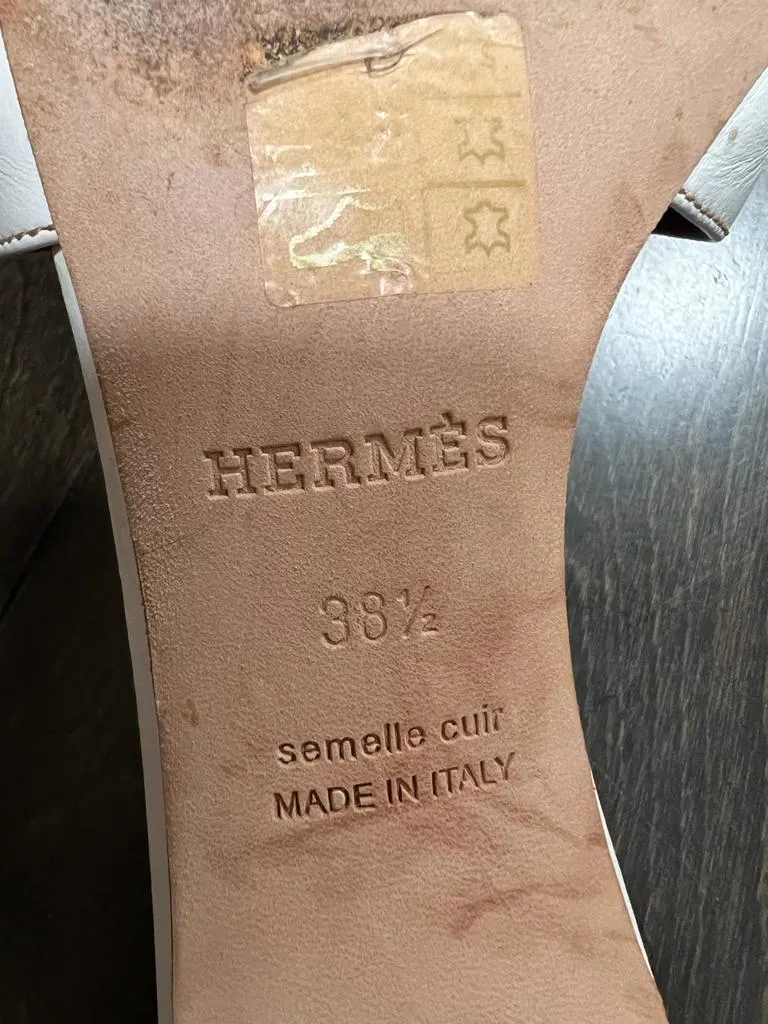 HERMÈS
38½
semelle cuir
MADE IN ITALY